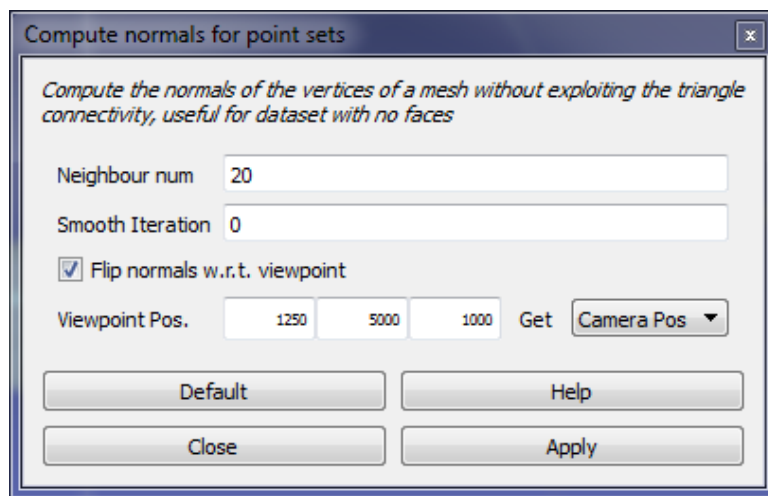 Compute normals for point sets
x
Compute the normals of the vertices of a mesh without exploiting the triangle
connectivity, useful for dataset with no faces
Neighbour num 20
Smooth Iteration 0
Flip normals w.r.t. viewpoint
Viewpoint Pos. 1250 5000 1000 Get Camera Pos
Default Help
Close Apply